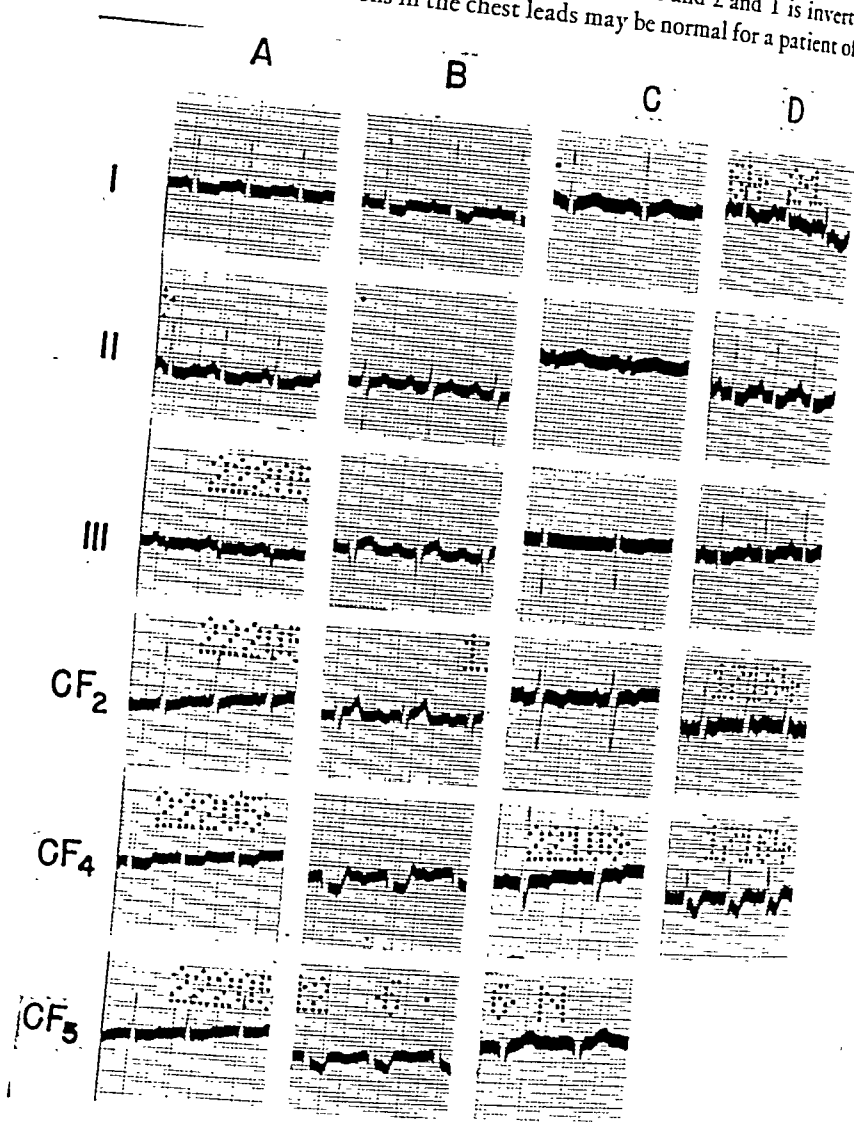 and 2 and 1 is invert
in the chest leads may be normal for a patient of
A B C D
I
II
III
CF2
CF4
CF5